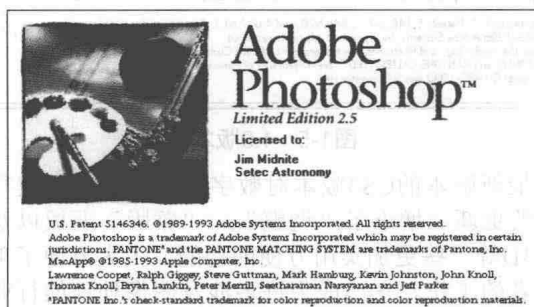 Adobe
Photoshop™
Limited Edition 2.5
Licensed to:
Jim Midnite
Setec Astronomy
U.S. Patent 5146346. ©1989-1993 Adobe Systems Incorporated. All rights reserved.
Adobe Photoshop is a trademark of Adobe Systems Incorporated which may be registered in certain
jurisdictions. PANTONE® and the PANTONE MATCHING SYSTEM are trademarks of Pantone, Inc.
MacApp® ©1985-1993 Apple Computer, Inc.
Lawrence Coopet, Ralph Giggey, Steve Guttman, Mark Hamburg, Kevin Johnston, John Knoll,
Thomas Knoll, Bryan Lamkin, Peter Merrill, Seetharaman Narayanan and Jeff Parker
*PANTONE Inc.'s check-standard trademark for color reproduction and color reproduction materials.